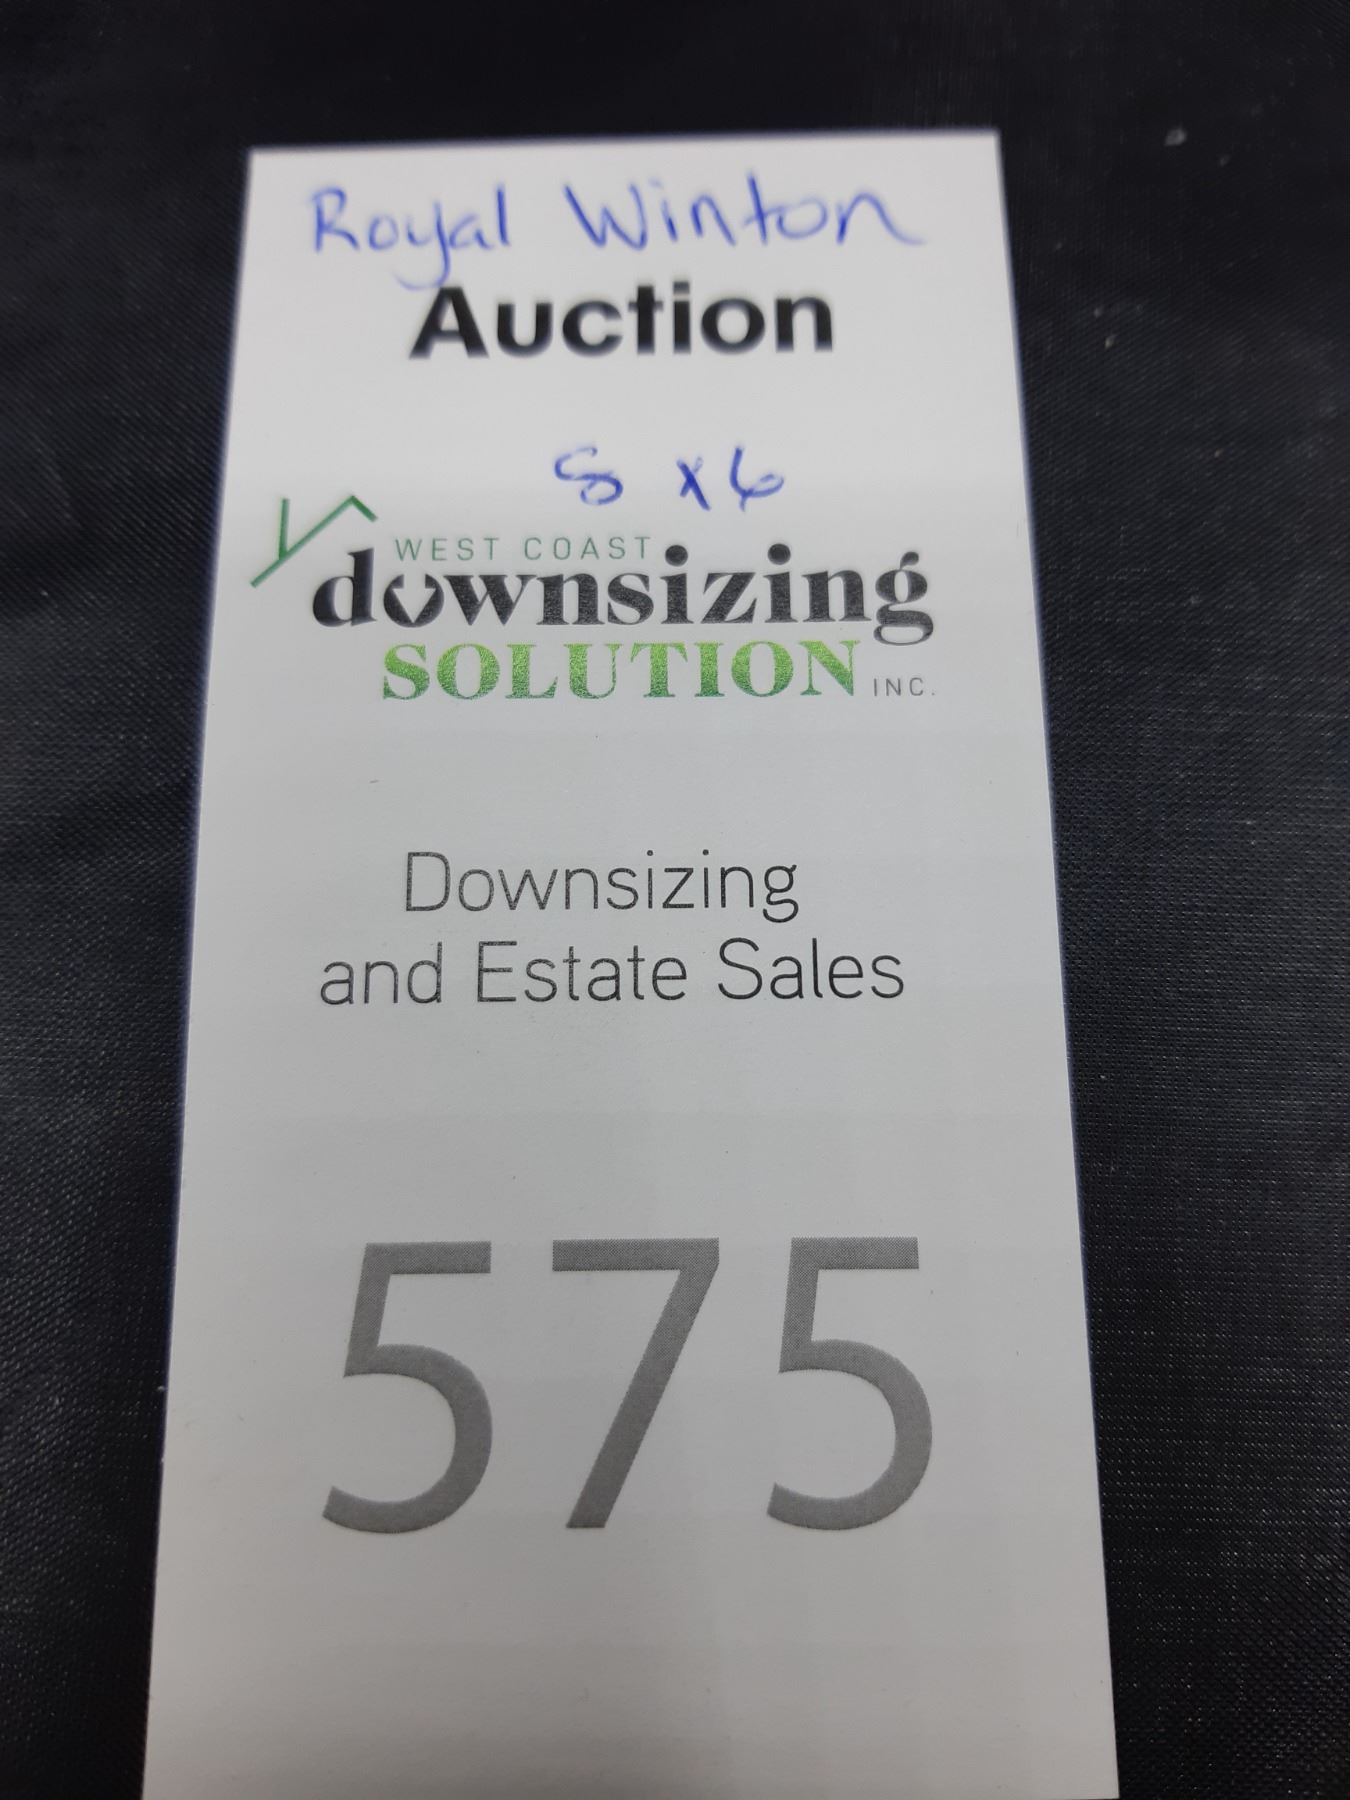 Royal Winton
Auction
8 x 6
WEST COAST
downsizing
SOLUTION INC.
Downsizing
and Estate Sales
575